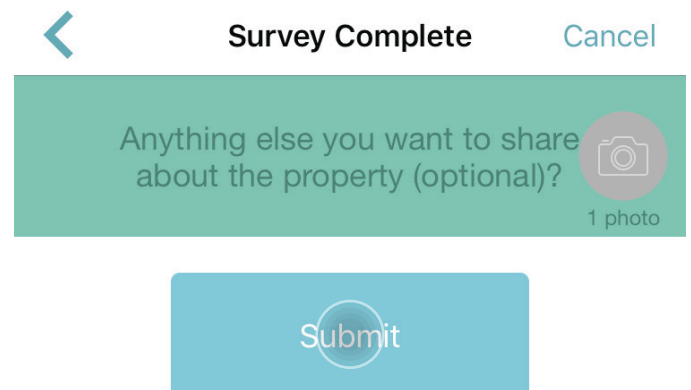 Survey Complete
Cancel
Anything else you want to share
about the property (optional)?
1 photo
Submit